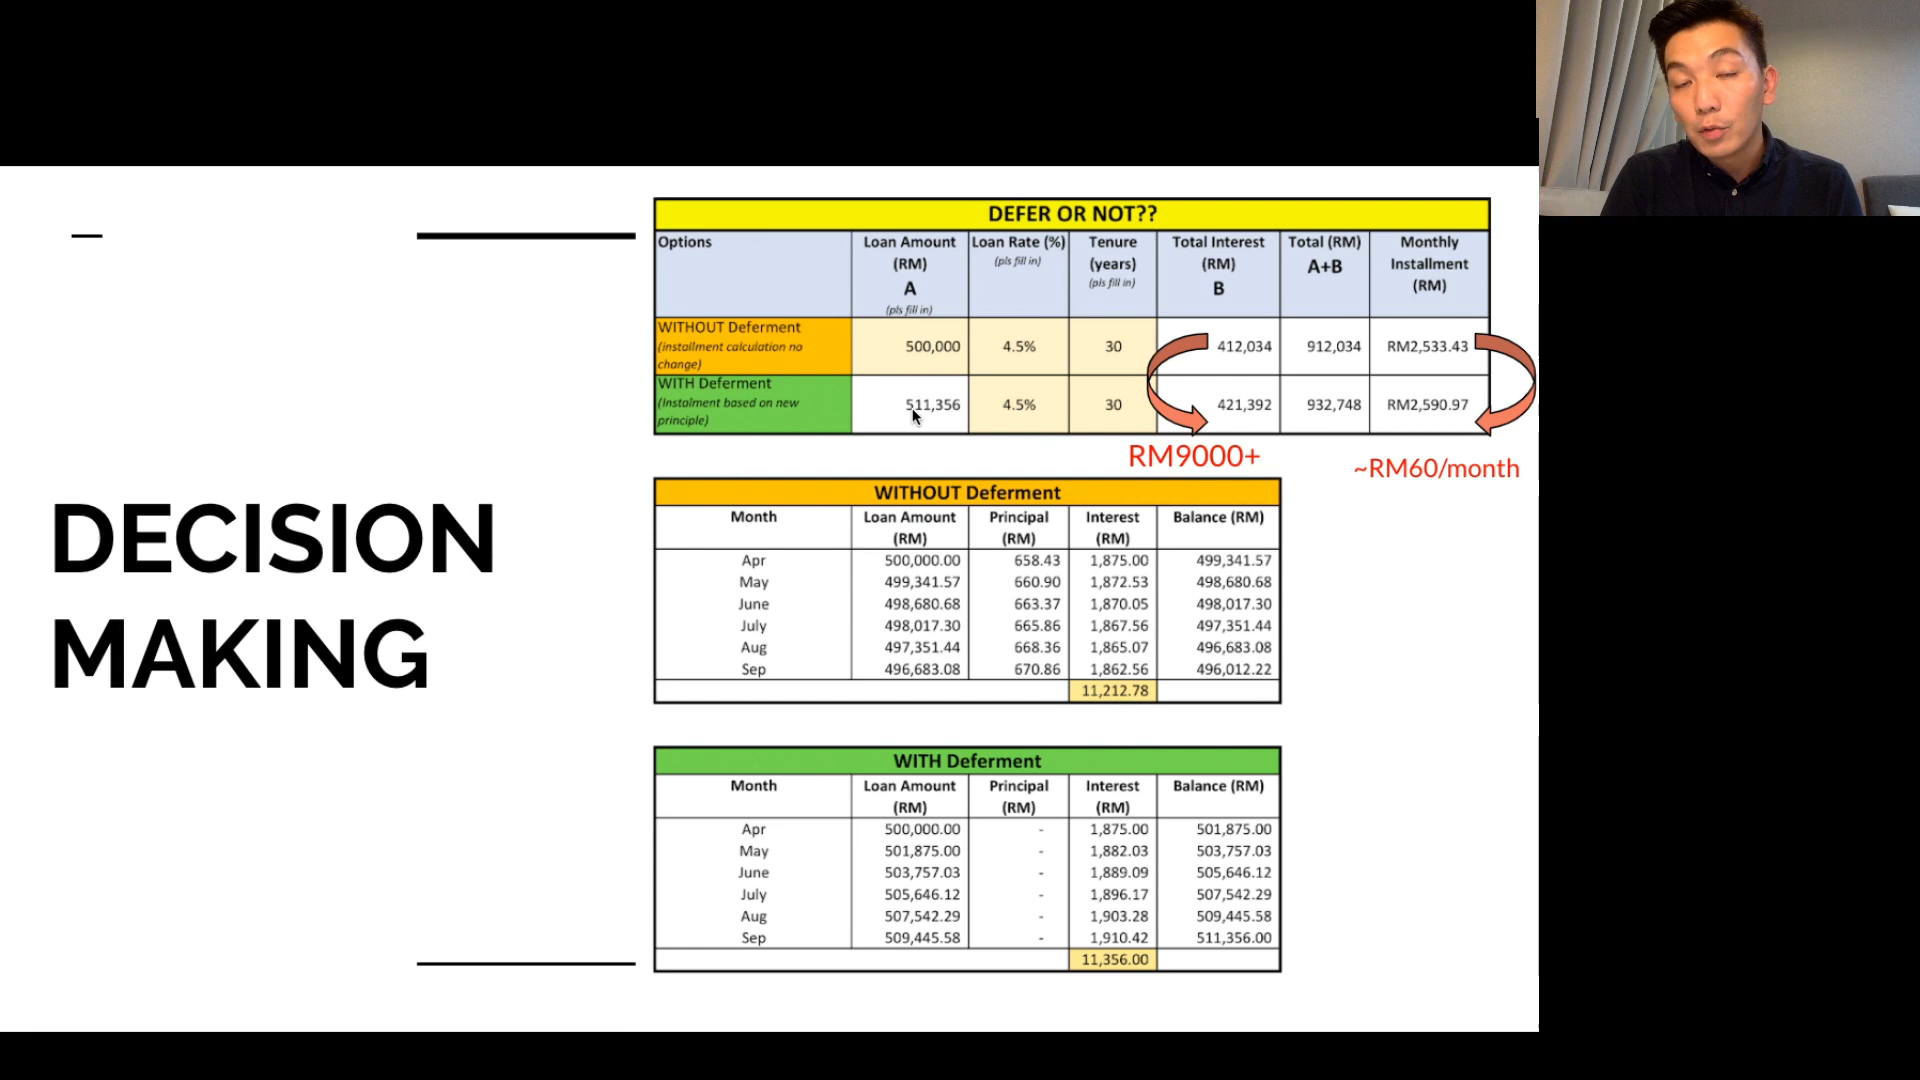 DECISION
MAKING
DEFER OR NOT??
Options Loan Amount (RM) A (pls fill in) Loan Rate (%) (pls fill in) Tenure (years) (pls fill in) Total Interest (RM) B Total (RM) A+B Monthly Installment (RM)
WITHOUT Deferment (installment calculation no change) 500,000 4.5% 30 412,034 912,034 RM2,533.43
WITH Deferment (Instalment based on new principle) 511,356 4.5% 30 421,392 932,748 RM2,590.97
RM9000+
~RM60/month
WITHOUT Deferment
Month Loan Amount (RM) Principal (RM) Interest (RM) Balance (RM)
Apr 500,000.00 658.43 1,875.00 499,341.57
May 499,341.57 660.90 1,872.53 498,680.68
June 498,680.68 663.37 1,870.05 498,017.30
July 498,017.30 665.86 1,867.56 497,351.44
Aug 497,351.44 668.36 1,865.07 496,683.08
Sep 496,683.08 670.86 1,862.56 496,012.22
11,212.78
WITH Deferment
Month Loan Amount (RM) Principal (RM) Interest (RM) Balance (RM)
Apr 500,000.00 - 1,875.00 501,875.00
May 501,875.00 - 1,882.03 503,757.03
June 503,757.03 - 1,889.09 505,646.12
July 505,646.12 - 1,896.17 507,542.29
Aug 507,542.29 - 1,903.28 509,445.58
Sep 509,445.58 - 1,910.42 511,356.00
11,356.00